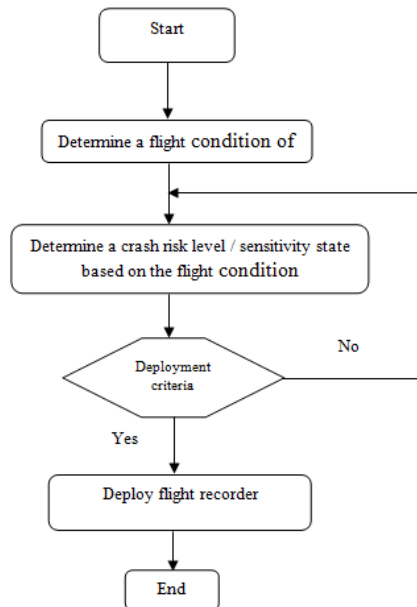 Start
Determine a flight condition of
Determine a crash risk level / sensitivity state
based on the flight condition
Deployment
criteria
No
Yes
Deploy flight recorder
End